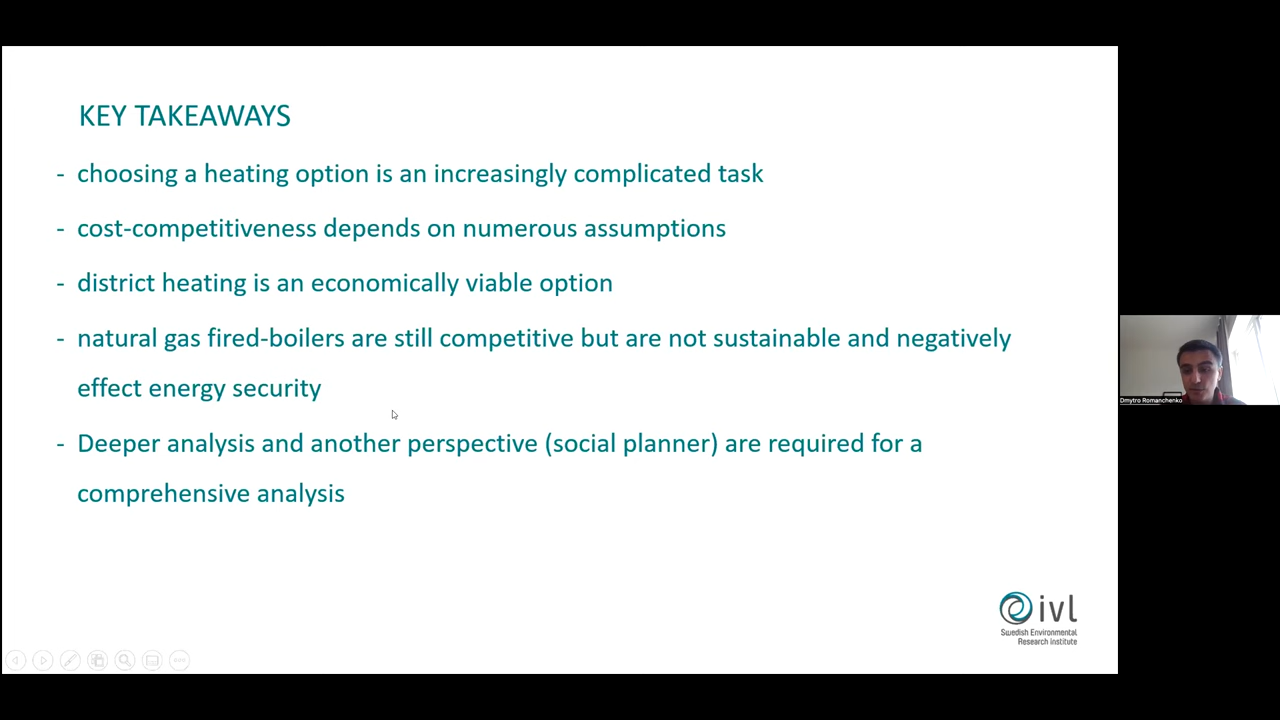 KEY TAKEAWAYS
- choosing a heating option is an increasingly complicated task
- cost-competitiveness depends on numerous assumptions
- district heating is an economically viable option
- natural gas fired-boilers are still competitive but are not sustainable and negatively
effect energy security
- Deeper analysis and another perspective (social planner) are required for a
comprehensive analysis
Dmytro Romanchenko
ivl
Swedish Environmental
Research Institute